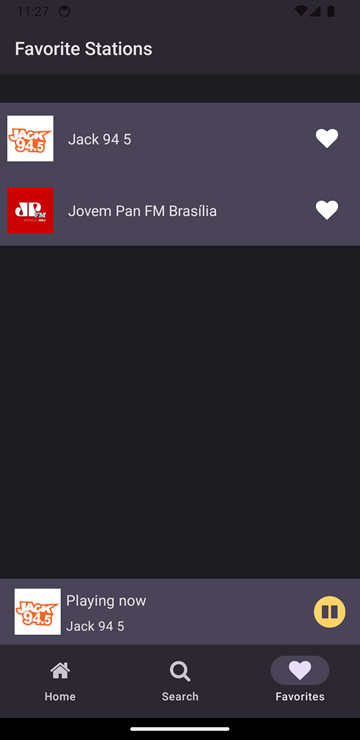 11:27
Favorite Stations
JACK
94.5
Jack 94 5
JP
FM
Jovem Pan FM Brasília
JACK
94.5
Playing now
Jack 94 5
Home
Search
Favorites